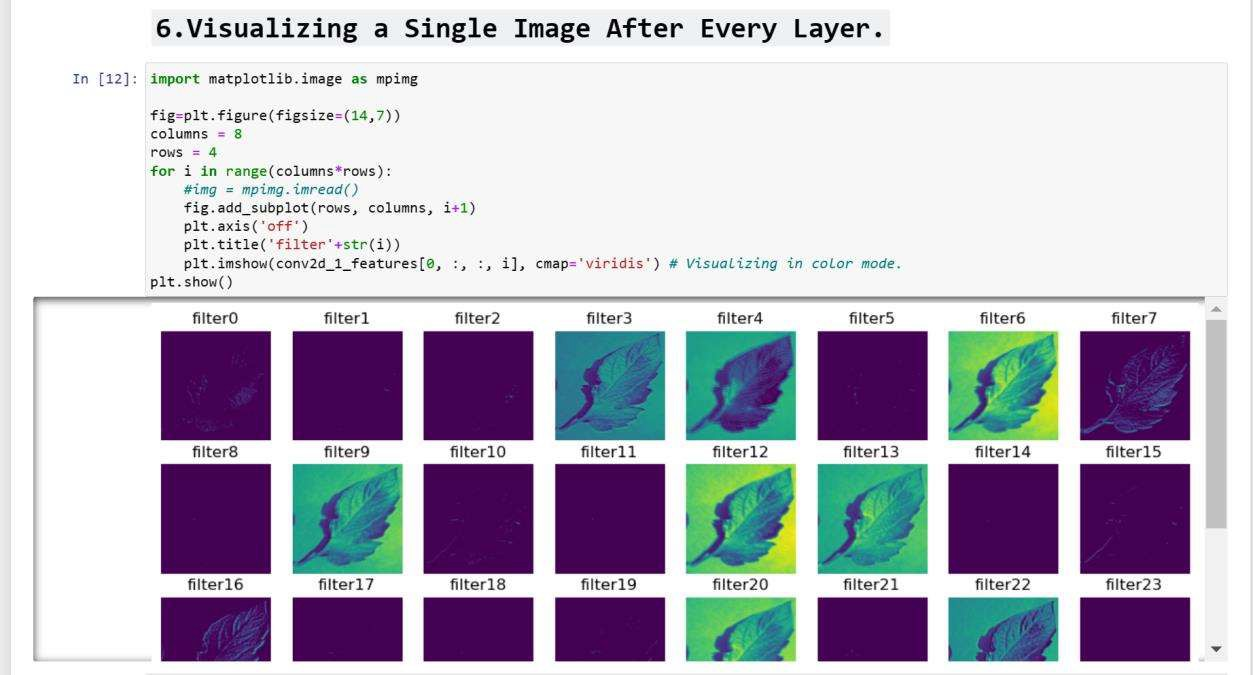 6.Visualizing a Single Image After Every Layer.
In [12]: import matplotlib.image as mpimg
fig=plt.figure(figsize=(14,7))
columns = 8
rows = 4
for i in range(columns*rows):
    #img = mpimg.imread()
    fig.add_subplot(rows, columns, i+1)
    plt.axis('off')
    plt.title('filter'+str(i))
    plt.imshow(conv2d_1_features[0, :, :, i], cmap='viridis') # Visualizing in color mode.
plt.show()
filter0 filter1 filter2 filter3 filter4 filter5 filter6 filter7
filter8 filter9 filter10 filter11 filter12 filter13 filter14 filter15
filter16 filter17 filter18 filter19 filter20 filter21 filter22 filter23